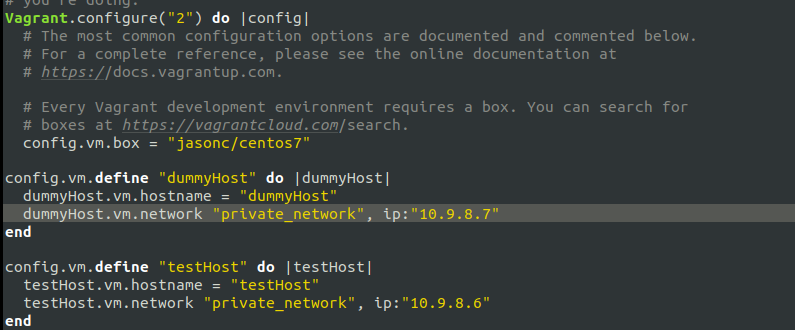 # you're doing.
Vagrant.configure("2") do |config|
  # The most common configuration options are documented and commented below.
  # For a complete reference, please see the online documentation at
  # https://docs.vagrantup.com.

  # Every Vagrant development environment requires a box. You can search for
  # boxes at https://vagrantcloud.com/search.
  config.vm.box = "jasonc/centos7"

config.vm.define "dummyHost" do |dummyHost|
  dummyHost.vm.hostname = "dummyHost"
  dummyHost.vm.network "private_network", ip:"10.9.8.7"
end

config.vm.define "testHost" do |testHost|
  testHost.vm.hostname = "testHost"
  testHost.vm.network "private_network", ip:"10.9.8.6"
end